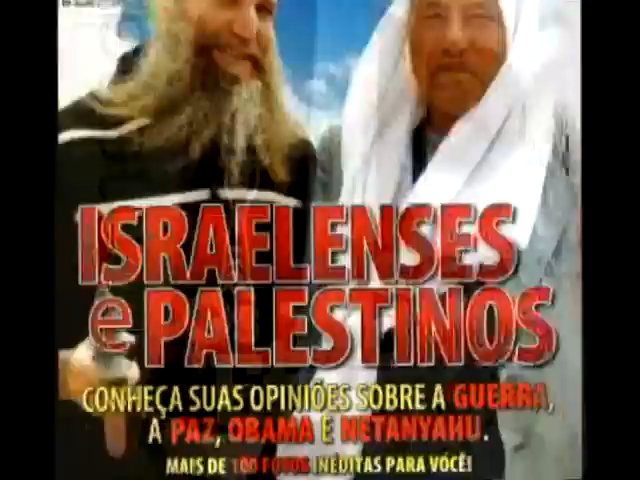 ISRAELENSES
e PALESTINOS
CONHEÇA SUAS OPINIÕES SOBRE A GUERRA,
A PAZ, OBAMA E NETANYAHU.
MAIS DE 100 FOTOS INÉDITAS PARA VOCÊ!